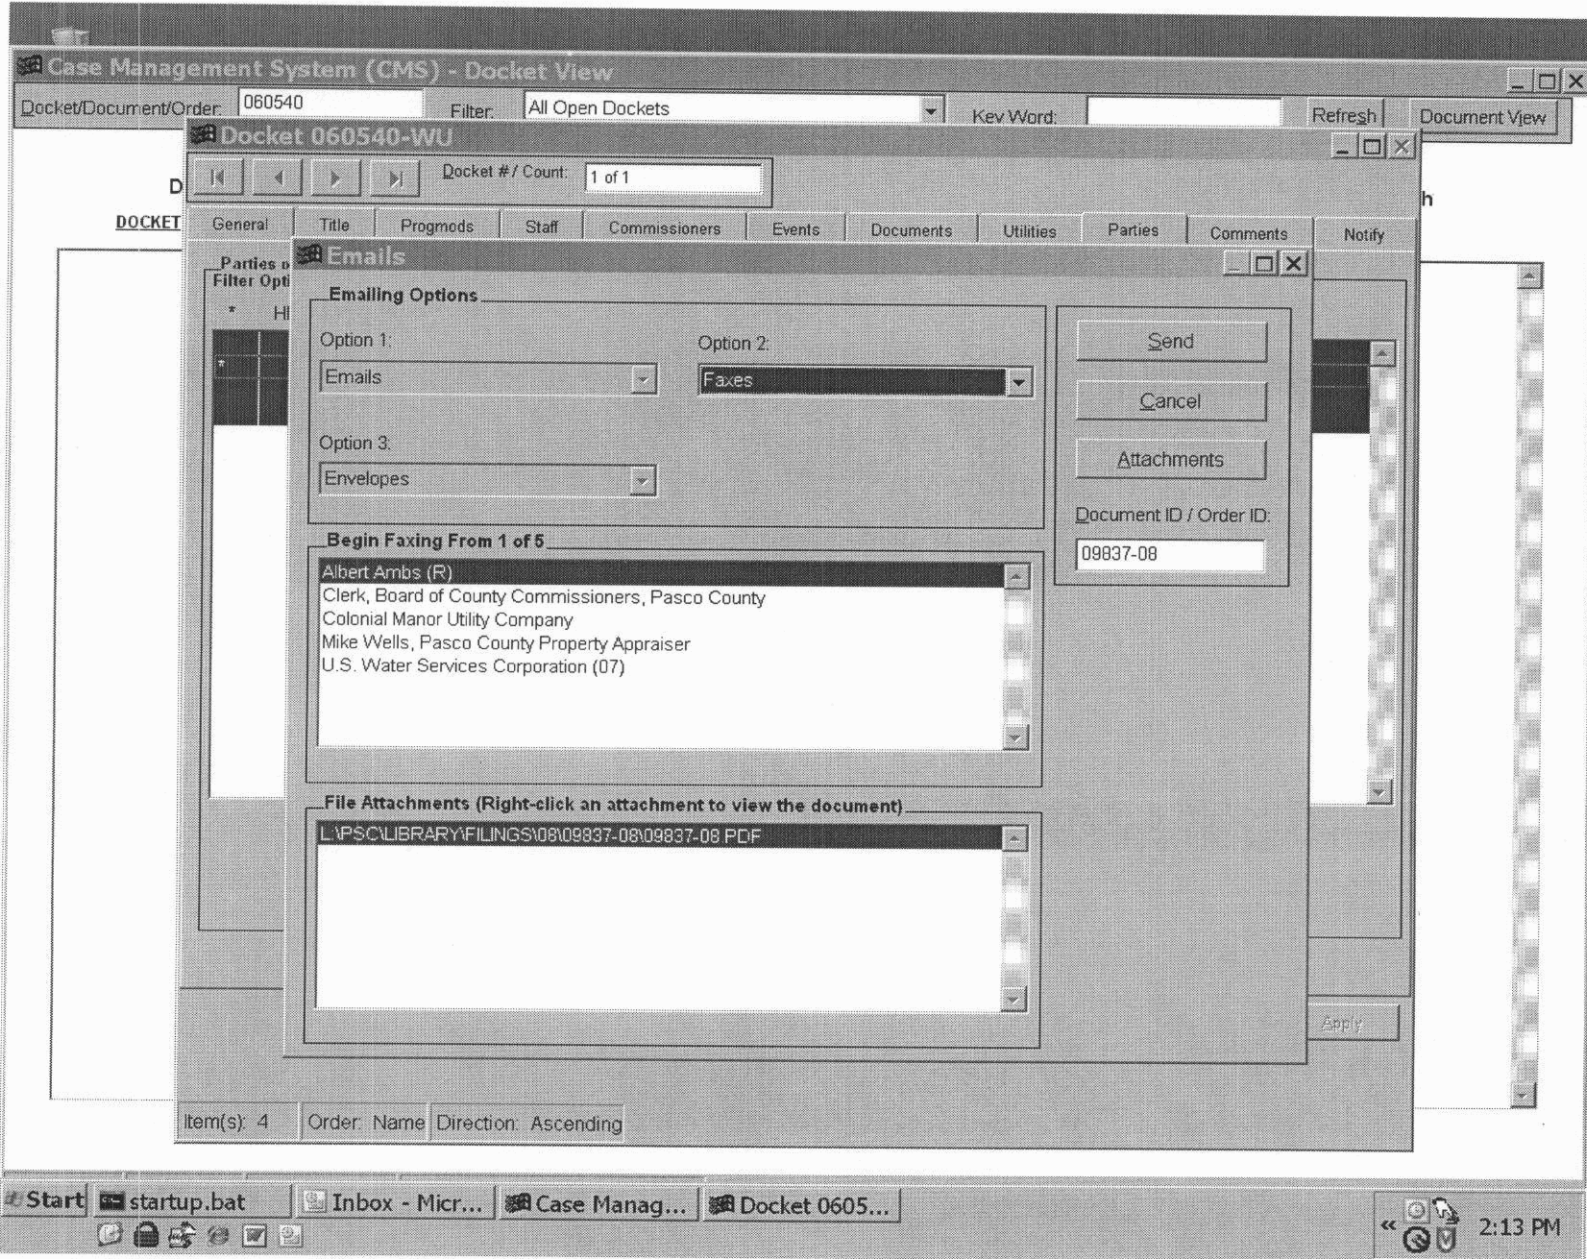 Case Management System (CMS) - Docket View
Docket/Document/Order: 060540 Filter: All Open Dockets Key Word: Refresh Document View
Docket 060540-WU
Docket # / Count: 1 of 1
D h
DOCKET General Title Progmods Staff Commissioners Events Documents Utilities Parties Comments Notify
Parties o
Filter Opti
* H
*
Emails
Emailing Options
Option 1: Option 2:
Emails Faxes
Option 3:
Envelopes
Send
Cancel
Attachments
Document ID / Order ID:
09837-08
Begin Faxing From 1 of 5
Albert Ambs (R)
Clerk, Board of County Commissioners, Pasco County
Colonial Manor Utility Company
Mike Wells, Pasco County Property Appraiser
U.S. Water Services Corporation (07)
File Attachments (Right-click an attachment to view the document)
L:\PSC\LIBRARY\FILINGS\08\09837-08\09837-08.PDF
Apply
Item(s): 4 Order: Name Direction: Ascending
Start startup.bat Inbox - Micr... Case Manag... Docket 0605...
« 2:13 PM